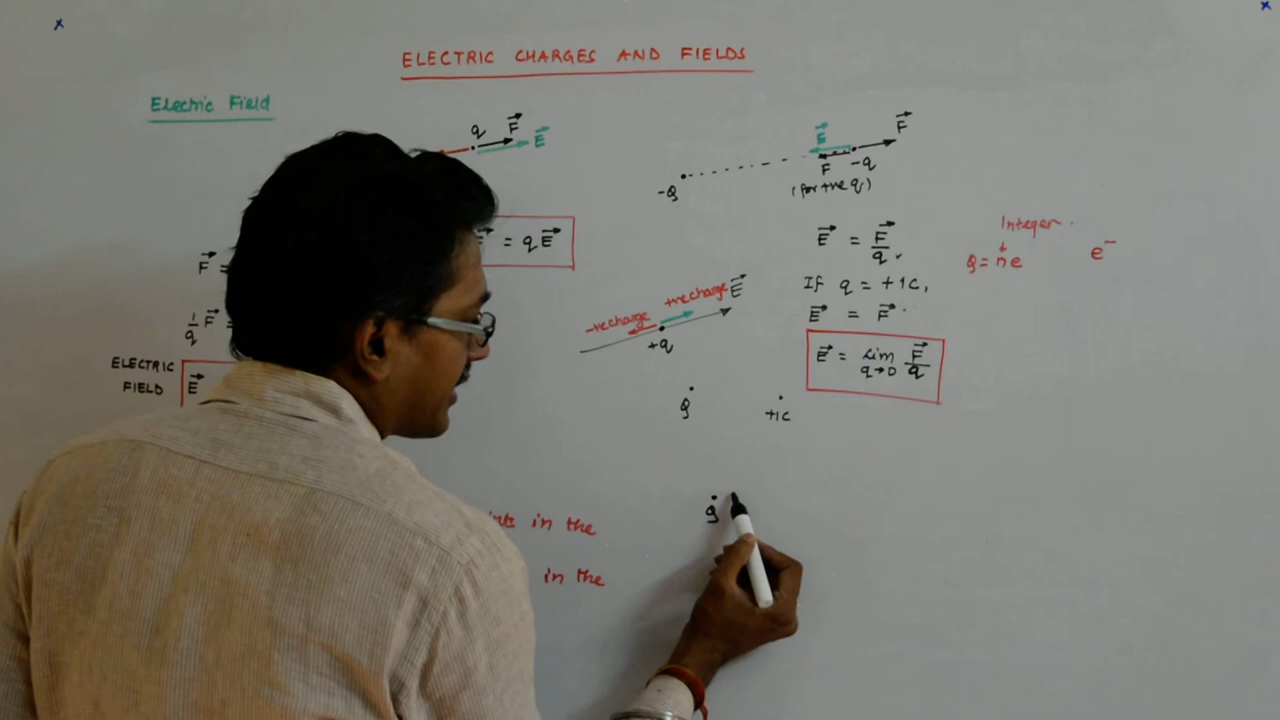 x
x
ELECTRIC CHARGES AND FIELDS
Electric Field
q F⃗ E⃗
E⃗ F⃗
-Q F -q
(for +ve q)
F⃗ =
= qE⃗
E⃗ = F⃗/q,
Integer
Q = ne e⁻
If q = +1C,
E⃗ = F⃗
-ve charge +ve charge E⃗
+q
1/q F⃗ =
E⃗ = Lim q→0 F⃗/q
ELECTRIC
FIELD E⃗
Q +1C
Q
in the
in the